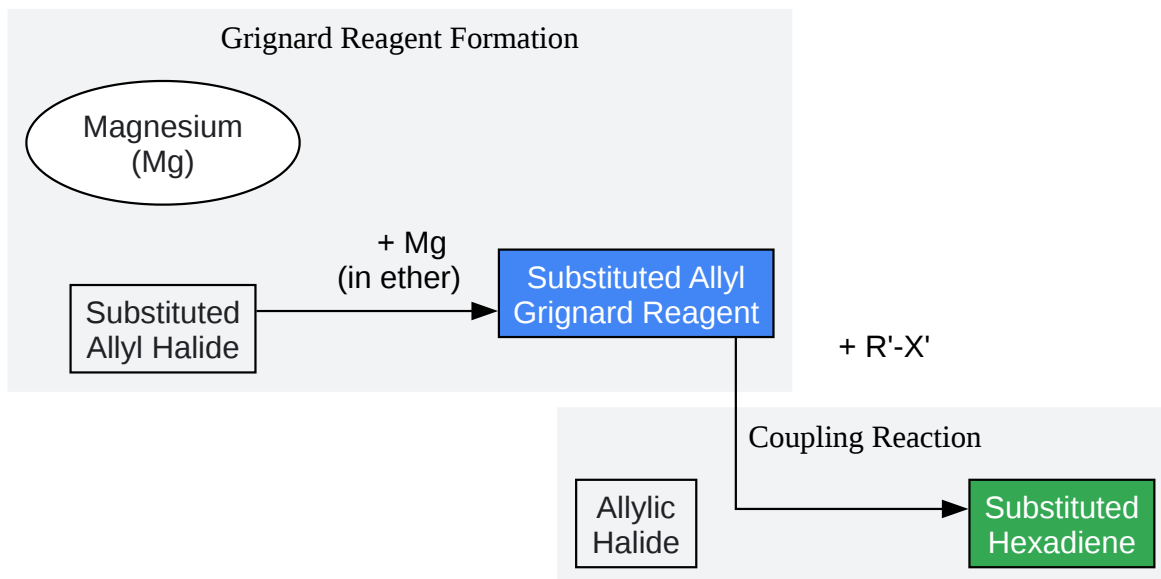 Grignard Reagent Formation
Magnesium
(Mg)
+ Mg
(in ether)
Substituted
Allyl Halide
Substituted Allyl
Grignard Reagent
+ R'-X'
Coupling Reaction
Allylic
Halide
Substituted
Hexadiene